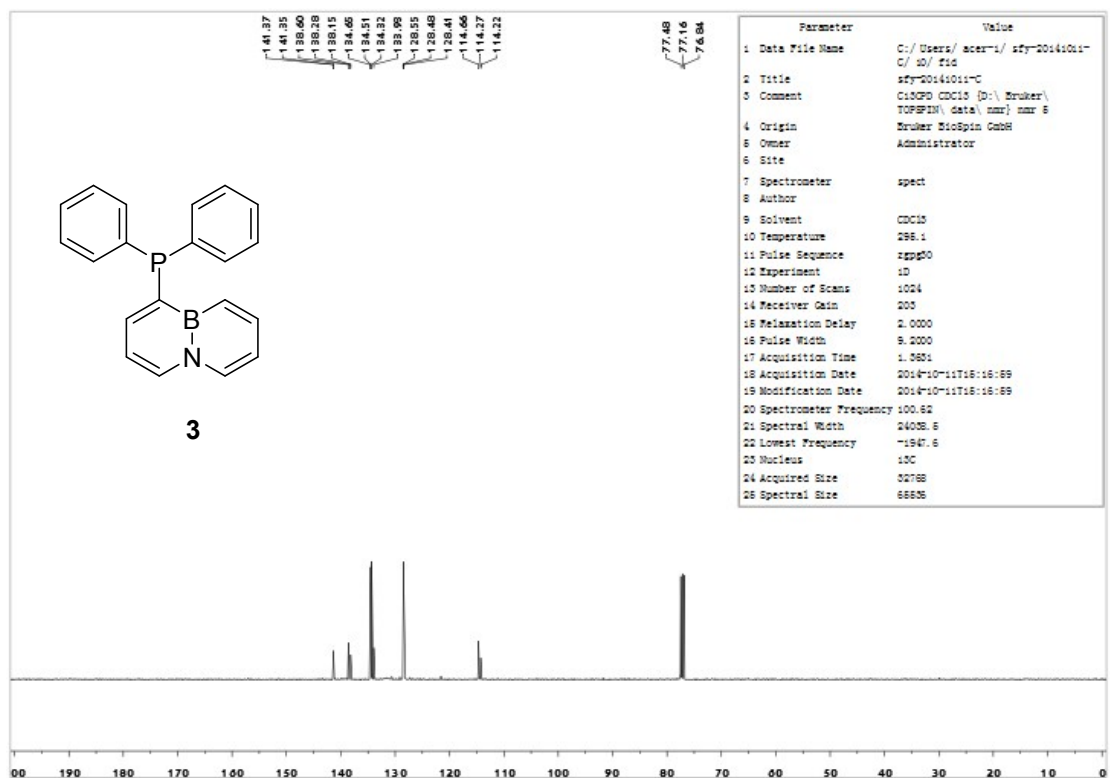 141.37
141.35
138.60
138.28
138.15
134.65
134.51
134.32
133.93
128.55
128.48
128.41
114.66
114.27
114.22
77.48
77.16
76.84
Parameter Value
1 Data File Name C:/ Users/ acer-1/ sfy-20141011-
C/ 10/ fid
2 Title sfy-20141011-C
3 Comment C13CPD CDCl3 {D:\ Bruker\
TOPSPIN\ data\ nmr} nmr 5
4 Origin Bruker BioSpin GmbH
5 Owner Administrator
6 Site
7 Spectrometer spect
8 Author
9 Solvent CDCl3
10 Temperature 295.1
11 Pulse Sequence zgpg30
12 Experiment 1D
13 Number of Scans 1024
14 Receiver Gain 203
15 Relaxation Delay 2.0000
16 Pulse Width 9.2000
17 Acquisition Time 1.3631
18 Acquisition Date 2014-10-11T15:16:59
19 Modification Date 2014-10-11T15:16:59
20 Spectrometer Frequency 100.62
21 Spectral Width 24038.5
22 Lowest Frequency -1947.6
23 Nucleus 13C
24 Acquired Size 32768
25 Spectral Size 65536
P
B
N
3
00 190 180 170 160 150 140 130 120 110 100 90 80 70 60 50 40 30 20 10 0